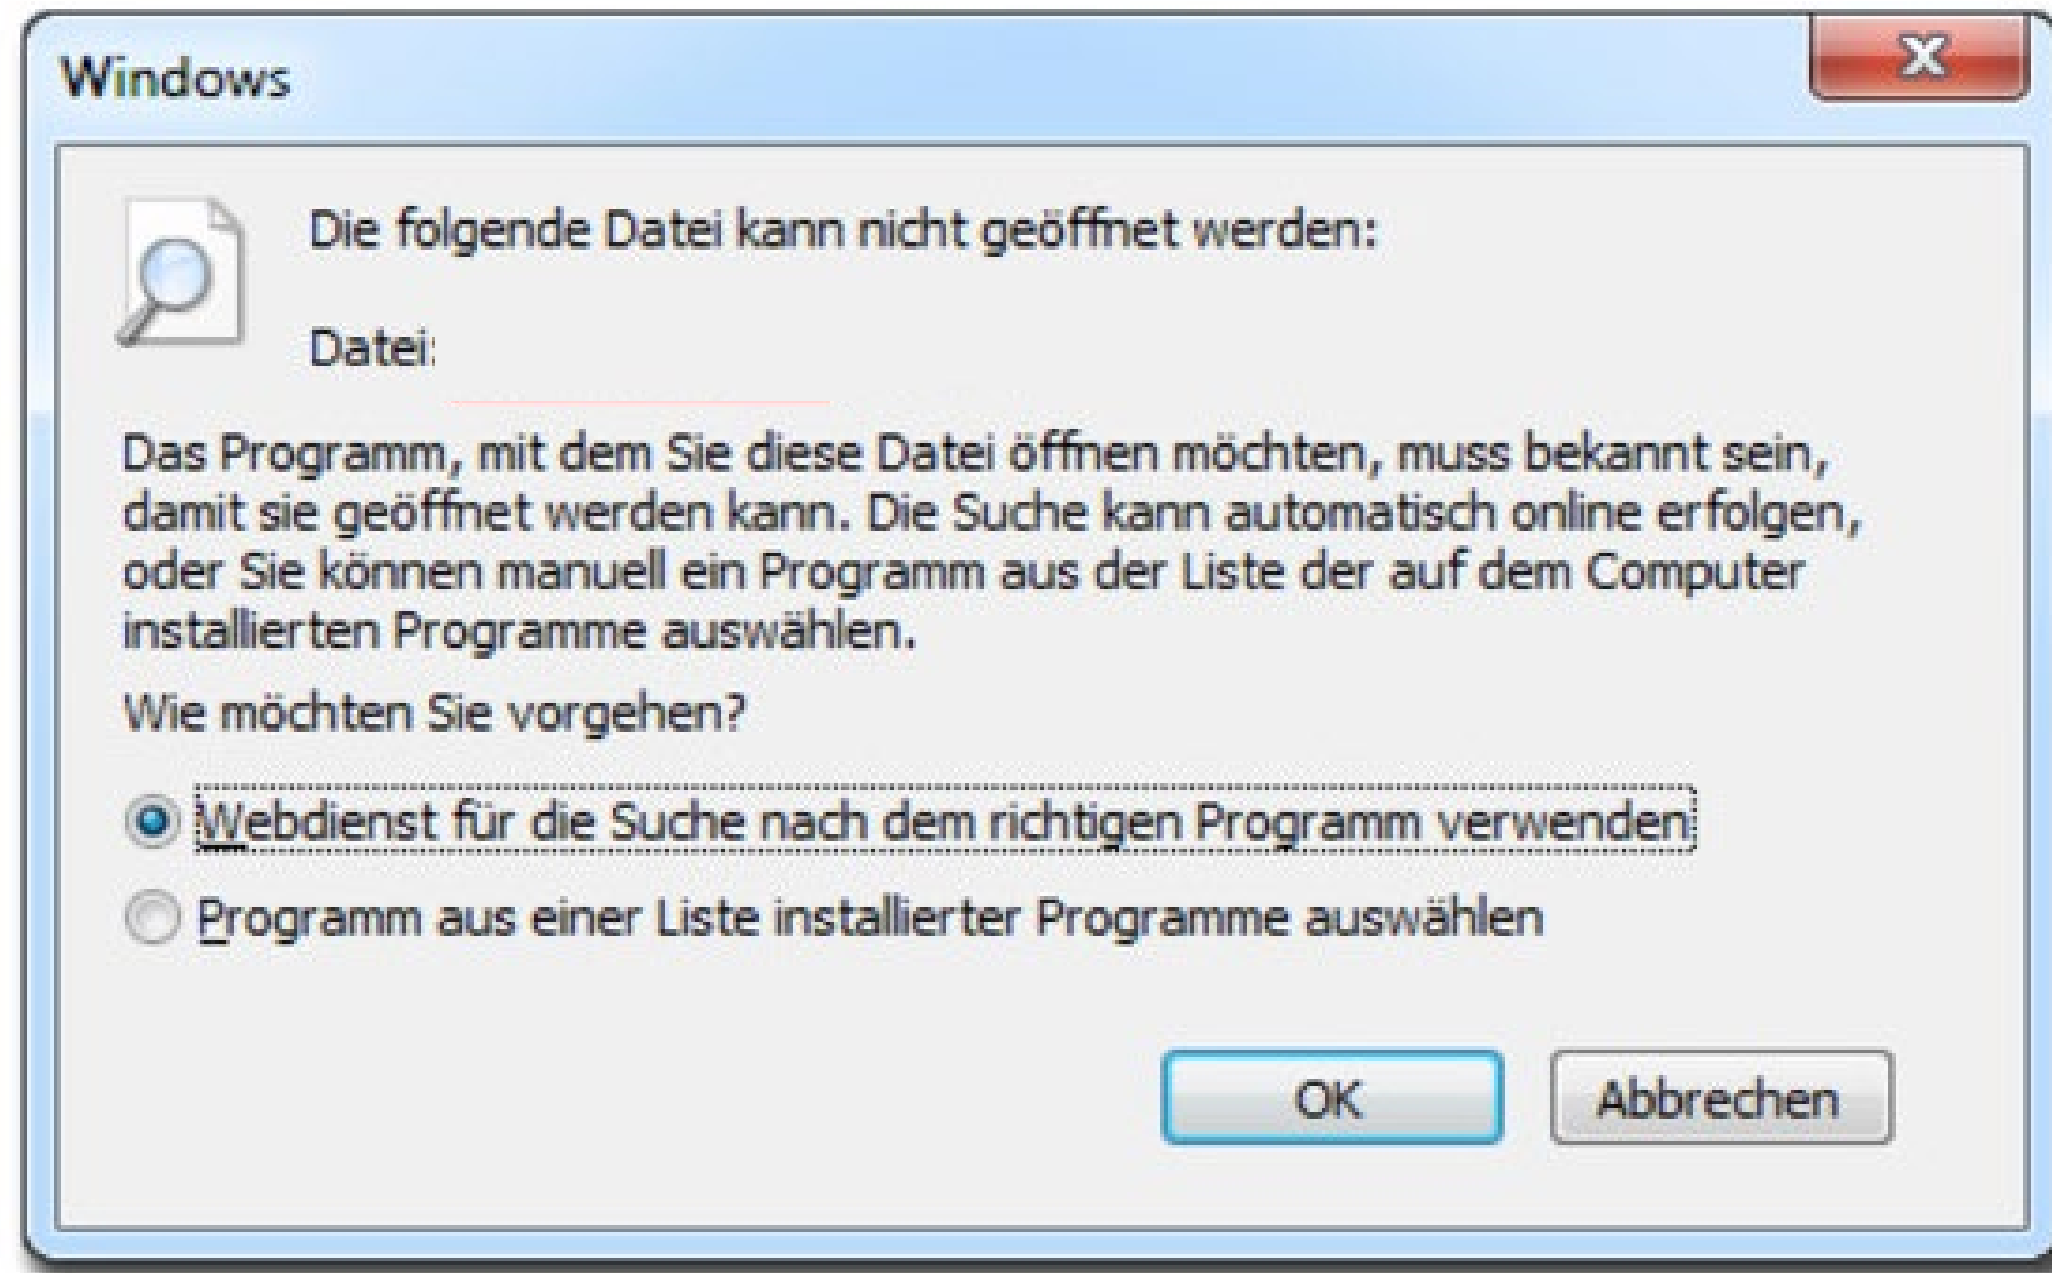 Windows
Die folgende Datei kann nicht geöffnet werden:
Datei:
Das Programm, mit dem Sie diese Datei öffnen möchten, muss bekannt sein,
damit sie geöffnet werden kann. Die Suche kann automatisch online erfolgen,
oder Sie können manuell ein Programm aus der Liste der auf dem Computer
installierten Programme auswählen.
Wie möchten Sie vorgehen?
Webdienst für die Suche nach dem richtigen Programm verwenden
Programm aus einer Liste installierter Programme auswählen
OK
Abbrechen